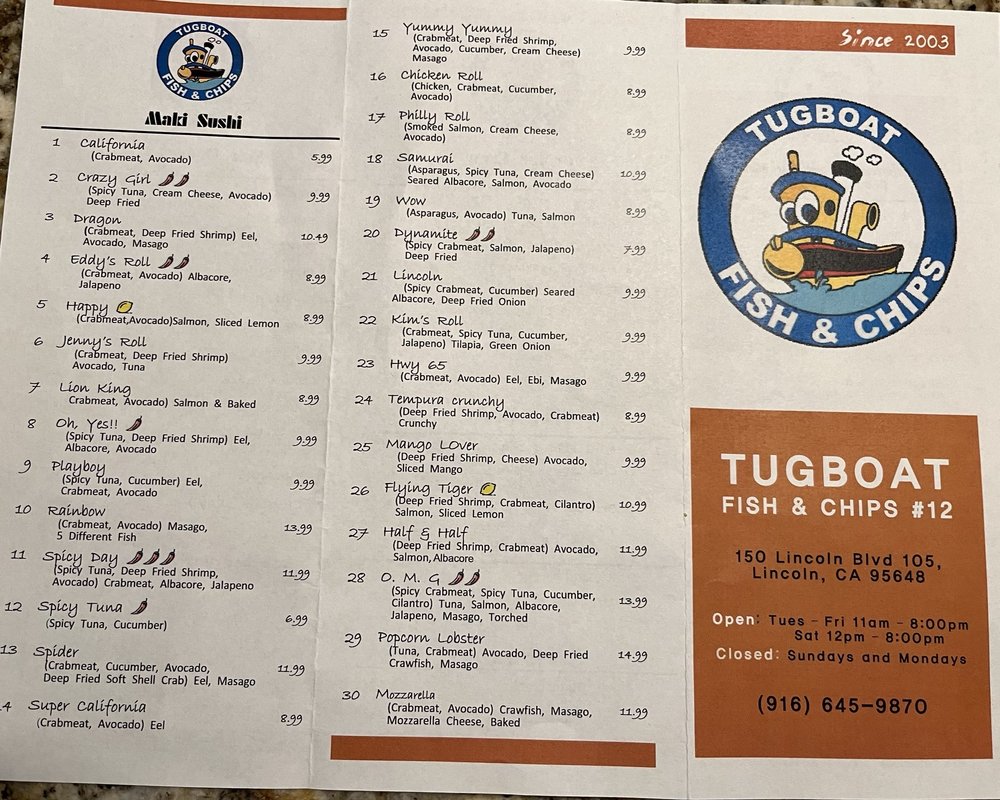 TUGBOAT
FISH & CHIPS
Maki Sushi
1 California
(Crabmeat, Avocado) 5.99
2 Crazy Girl
(Spicy Tuna, Cream Cheese, Avocado) 9.99
Deep Fried
3 Dragon
(Crabmeat, Deep Fried Shrimp) Eel, 10.49
Avocado, Masago
4 Eddy's Roll
(Crabmeat, Avocado) Albacore, 8.99
Jalapeno
5 Happy
(Crabmeat,Avocado)Salmon, Sliced Lemon 8.99
6 Jenny's Roll
(Crabmeat, Deep Fried Shrimp) 9.99
Avocado, Tuna
7 Lion King
Crabmeat, Avocado) Salmon & Baked 8.99
8 Oh, Yes!!
(Spicy Tuna, Deep Fried Shrimp) Eel, 9.99
Albacore, Avocado
9 Playboy
(Spicy Tuna, Cucumber) Eel, 9.99
Crabmeat, Avocado
10 Rainbow
(Crabmeat, Avocado) Masago, 13.99
5 Different Fish
11 Spicy Day
(Spicy Tuna, Deep Fried Shrimp, 11.99
Avocado) Crabmeat, Albacore, Jalapeno
12 Spicy Tuna
(Spicy Tuna, Cucumber) 6.99
13 Spider
(Crabmeat, Cucumber, Avocado, 11.99
Deep Fried Soft Shell Crab) Eel, Masago
4 Super California
(Crabmeat, Avocado) Eel 8.99
15 Yummy Yummy
(Crabmeat, Deep Fried Shrimp,
Avocado, Cucumber, Cream Cheese) 9.99
Masago
16 Chicken Roll
(Chicken, Crabmeat, Cucumber, 8.99
Avocado)
17 Philly Roll
(Smoked Salmon, Cream Cheese, 8.99
Avocado)
18 Samurai
(Asparagus, Spicy Tuna, Cream Cheese) 10.99
Seared Albacore, Salmon, Avocado
19 Wow
(Asparagus, Avocado) Tuna, Salmon 8.99
20 Dynamite
(Spicy Crabmeat, Salmon, Jalapeno) 7.99
Deep Fried
21 Lincoln
(Spicy Crabmeat, Cucumber) Seared 9.99
Albacore, Deep Fried Onion
22 Kim's Roll
(Crabmeat, Spicy Tuna, Cucumber, 9.99
Jalapeno) Tilapia, Green Onion
23 Hwy 65
(Crabmeat, Avocado) Eel, Ebi, Masago 9.99
24 Tempura crunchy
(Deep Fried Shrimp, Avocado, Crabmeat) 8.99
Crunchy
25 Mango LOver
(Deep Fried Shrimp, Cheese) Avocado, 9.99
Sliced Mango
26 Flying Tiger
(Deep Fried Shrimp, Crabmeat, Cilantro) 10.99
Salmon, Sliced Lemon
27 Half & Half
(Deep Fried Shrimp, Crabmeat) Avocado, 11.99
Salmon,Albacore
28 O. M. G
(Spicy Crabmeat, Spicy Tuna, Cucumber,
Cilantro) Tuna, Salmon, Albacore, 13.99
Jalapeno, Masago, Torched
29 Popcorn Lobster
(Tuna, Crabmeat) Avocado, Deep Fried 14.99
Crawfish, Masago
30 Mozzarella
(Crabmeat, Avocado) Crawfish, Masago, 11.99
Mozzarella Cheese, Baked
Since 2003
TUGBOAT
FISH & CHIPS
TUGBOAT
FISH & CHIPS #12
150 Lincoln Blvd 105,
Lincoln, CA 95648
Open: Tues - Fri 11am - 8:00pm
Sat 12pm - 8:00pm
Closed: Sundays and Mondays
(916) 645-9870